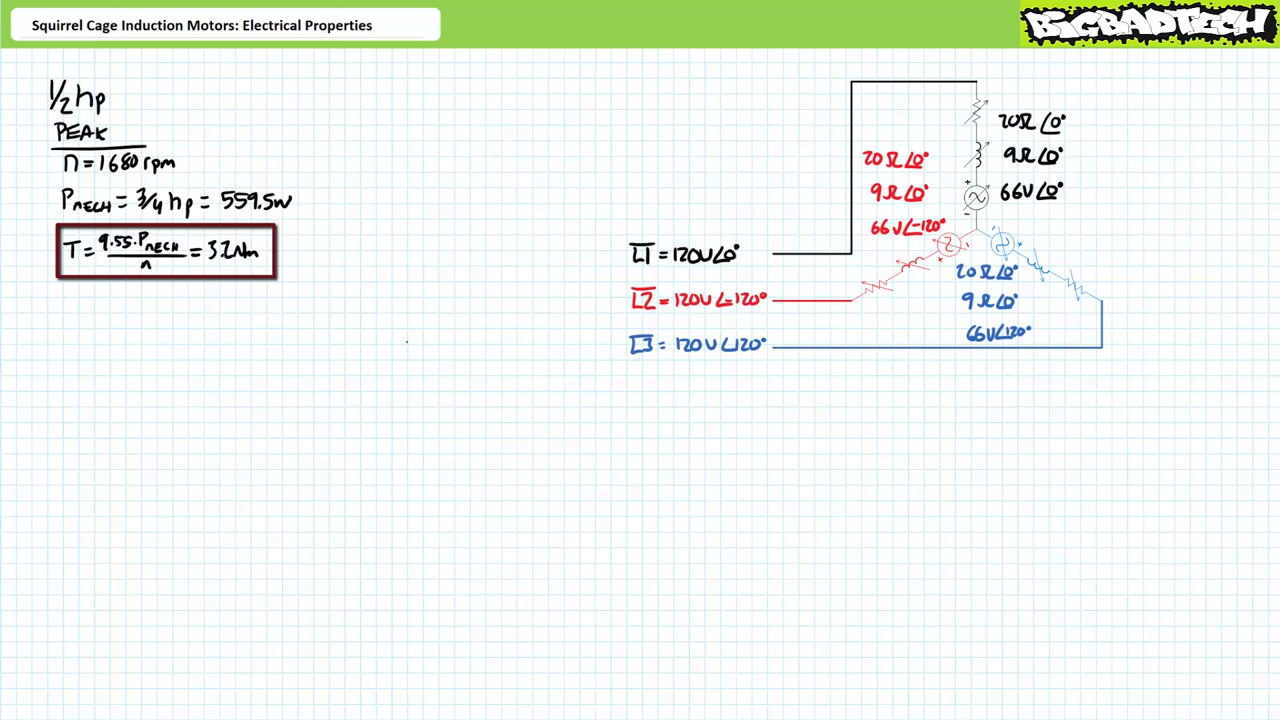 Squirrel Cage Induction Motors: Electrical Properties
BIGBADTECH
1/2 hp
PEAK
n = 1680 rpm
PMECH = 3/4 hp = 559.5W
T = 9.55·PMECH / n = 3.2Nm
20Ω∠0°
9Ω∠0°
66V∠0°
20Ω∠0°
9Ω∠0°
66V∠-120°
20Ω∠0°
9Ω∠0°
66V∠120°
L1 = 120V∠0°
L2 = 120V∠-120°
L3 = 120V∠120°
+
-
+
-
+
-